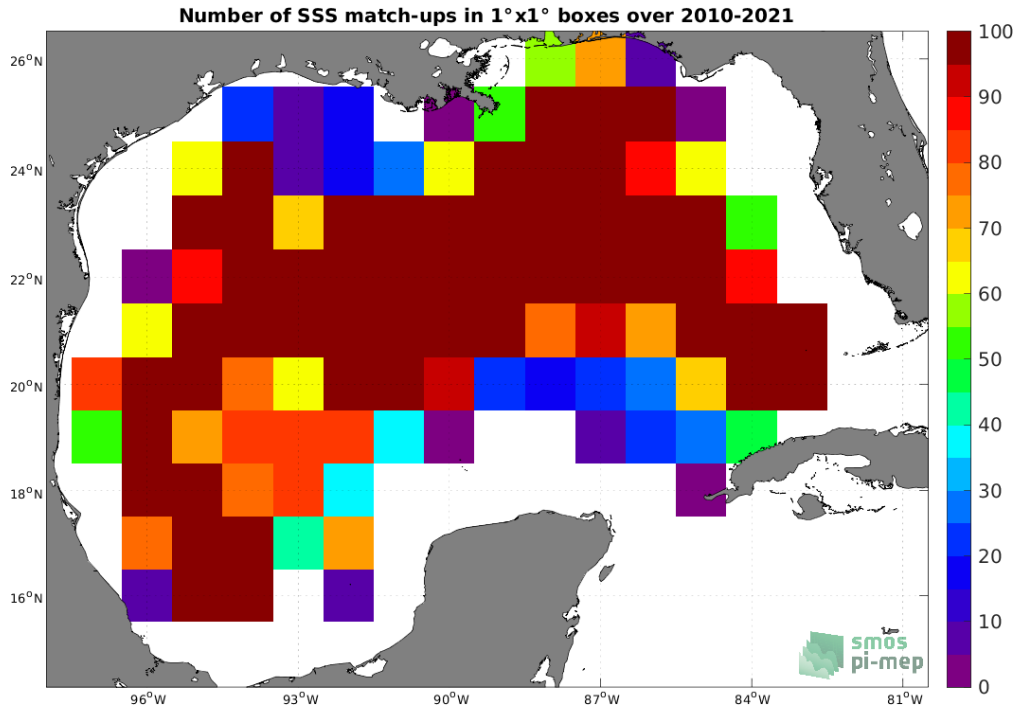 Number of SSS match-ups in 1°x1° boxes over 2010-2021
26°N
24°N
22°N
20°N
18°N
16°N
96°W
93°W
90°W
87°W
84°W
81°W
100
90
80
70
60
50
40
30
20
10
0
smos
pi-mep